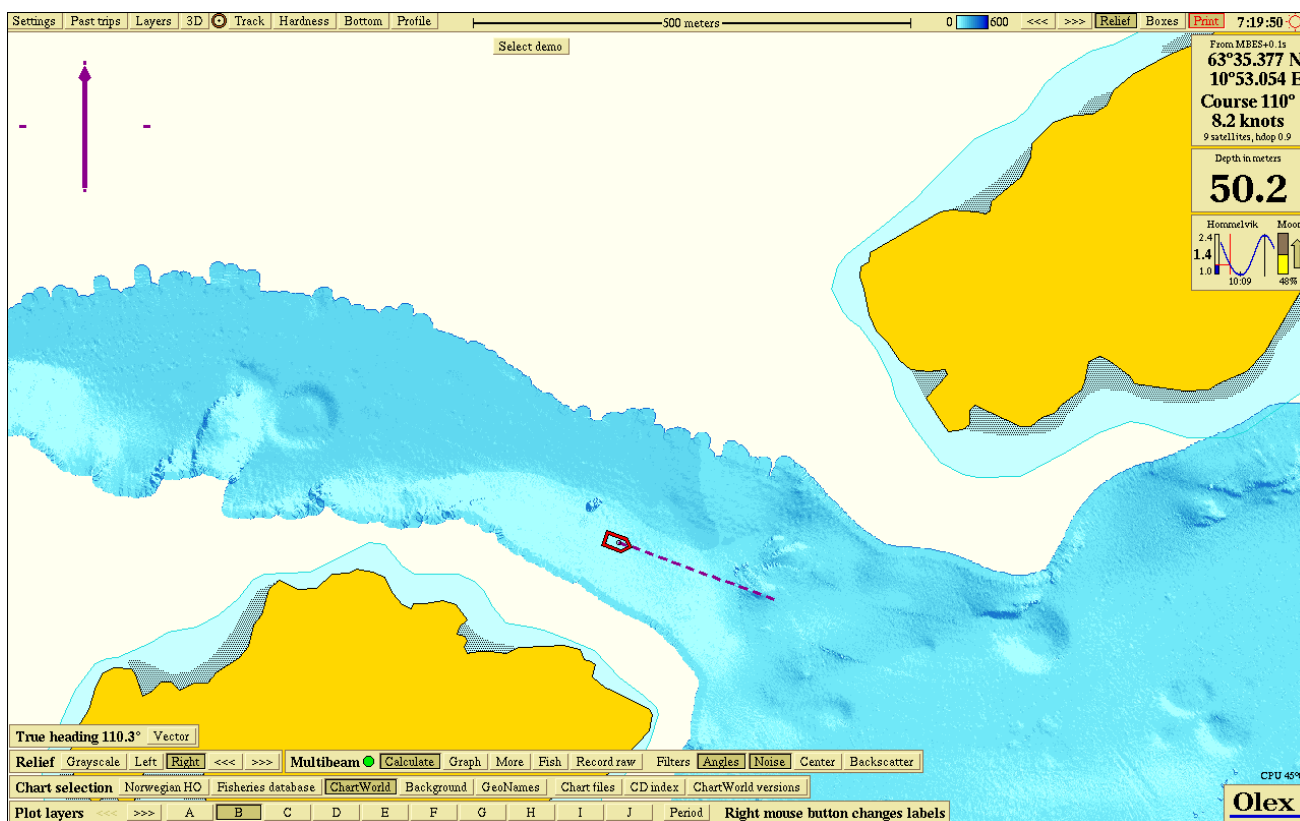 Settings Past trips Layers 3D Track Hardness Bottom Profile 500 meters 0 600 <<< >>> Relief Boxes Print 7:19:50
Select demo
From MBES+0.1s
63°35.377 N
10°53.054 E
Course 110°
8.2 knots
9 satellites, hdop 0.9
Depth in meters
50.2
Hommelvik Moon
2.4
1.4
1.0
10:09 48%
True heading 110.3° Vector
Relief Grayscale Left Right <<< >>> Multibeam Calculate Graph More Fish Record raw Filters Angles Noise Center Backscatter
CPU 45°
Chart selection Norwegian HO Fisheries database ChartWorld Background GeoNames Chart files CD index ChartWorld versions
Plot layers <<< >>> A B C D E F G H I J Period Right mouse button changes labels
Olex